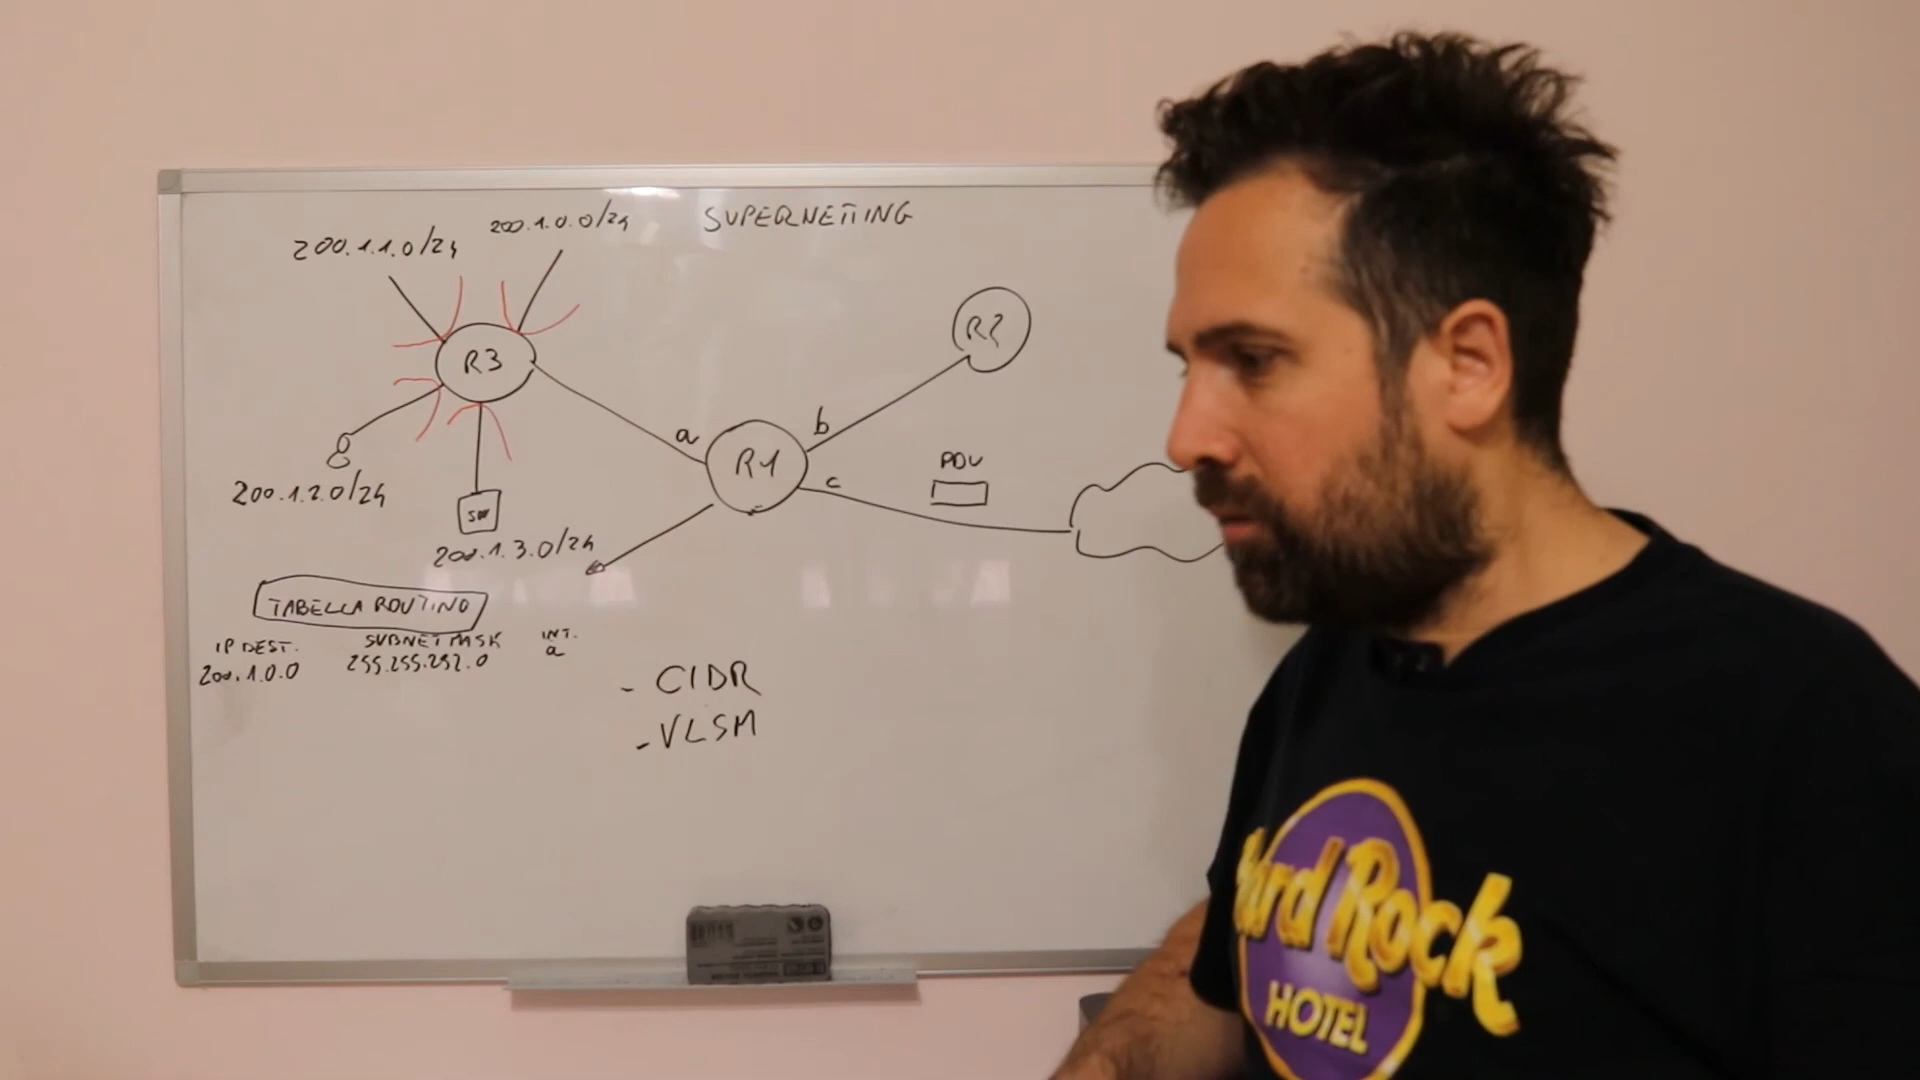 SUPERNETTING
200.1.1.0/24
200.1.0.0/24
R3
R2
a
b
R1
c
PDU
200.1.2.0/24
200.1.3.0/24
TABELLA ROUTING
IP DEST. SUBNET MASK INT.
200.1.0.0 255.255.252.0 a
- CIDR
- VLSM
Hard Rock
HOTEL